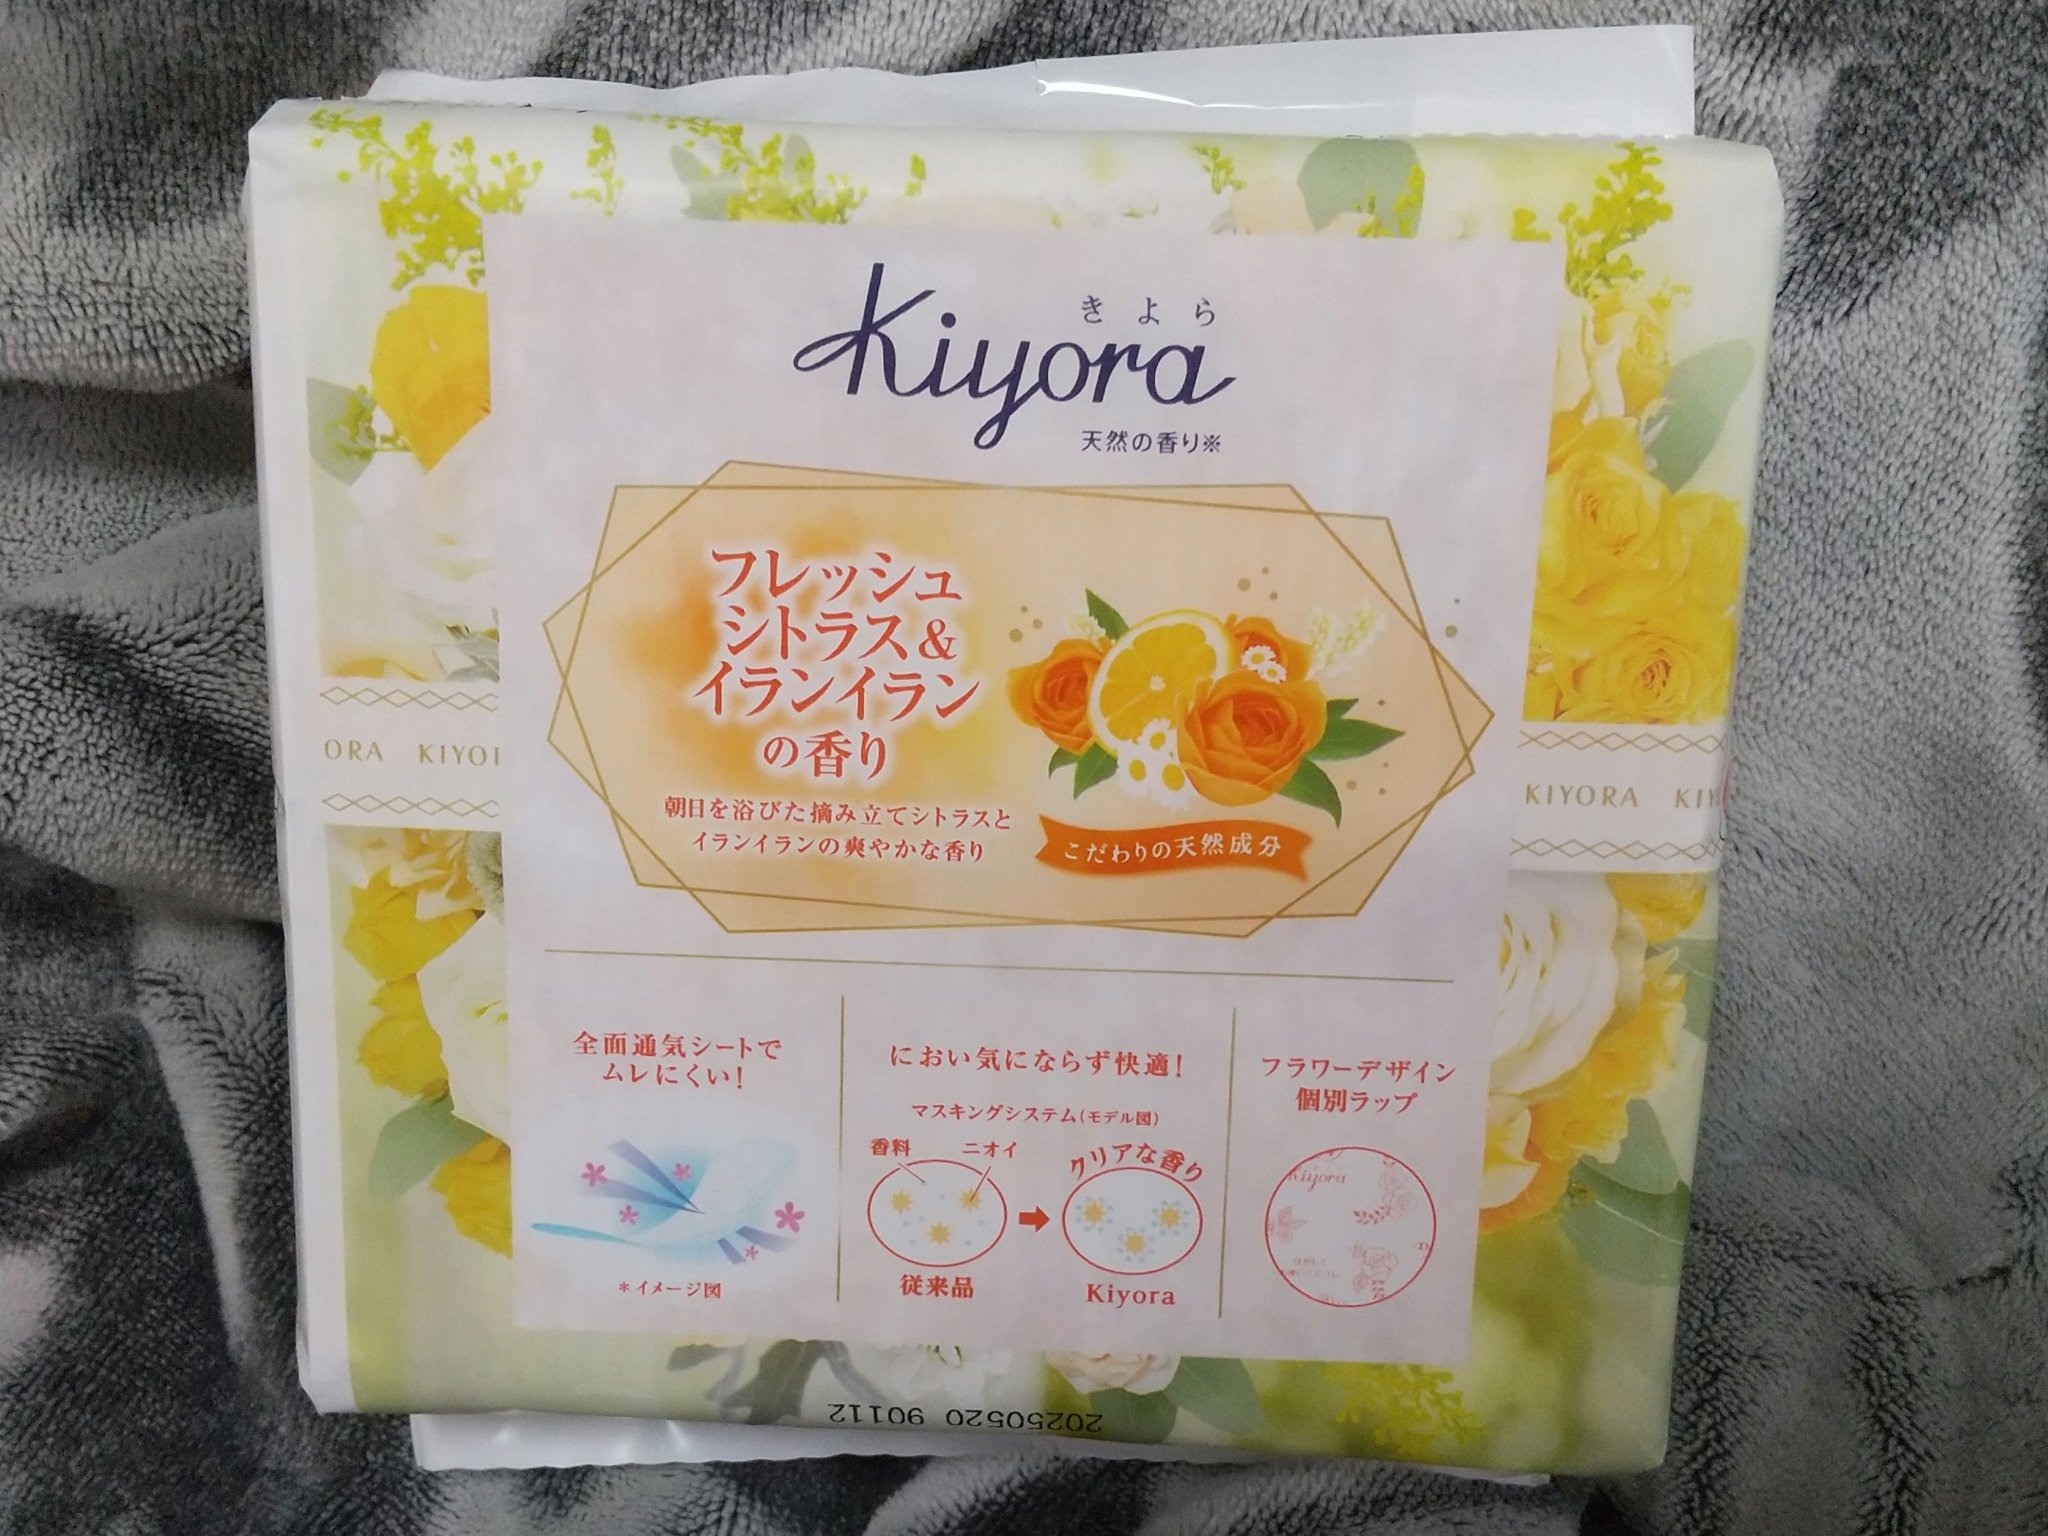 きよら
Kiyora
天然の香り※
フレッシュ
シトラス&
イランイラン
の香り
朝日を浴びた摘み立てシトラスと
イランイランの爽やかな香り
こだわりの天然成分
ORA KIYOR
KIYORA KIY
全面通気シートで
ムレにくい!
*イメージ図
におい気にならず快適!
マスキングシステム(モデル図)
香料 ニオイ
クリアな香り
従来品
Kiyora
フラワーデザイン
個別ラップ
Kiyora
20250520 90112